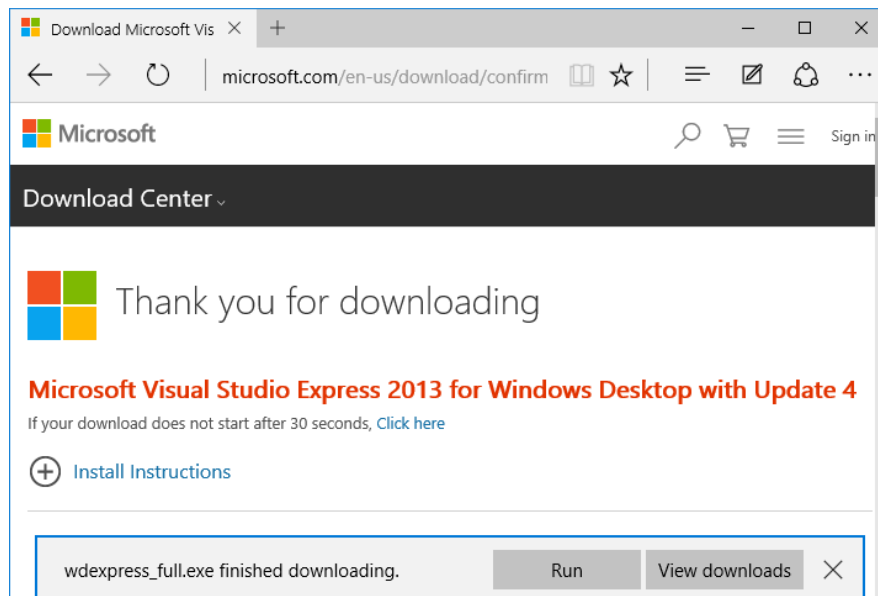 Download Microsoft Vis
microsoft.com/en-us/download/confirm
Microsoft
Sign in
Download Center
Thank you for downloading
Microsoft Visual Studio Express 2013 for Windows Desktop with Update 4
If your download does not start after 30 seconds, Click here
Install Instructions
wdexpress_full.exe finished downloading. Run View downloads